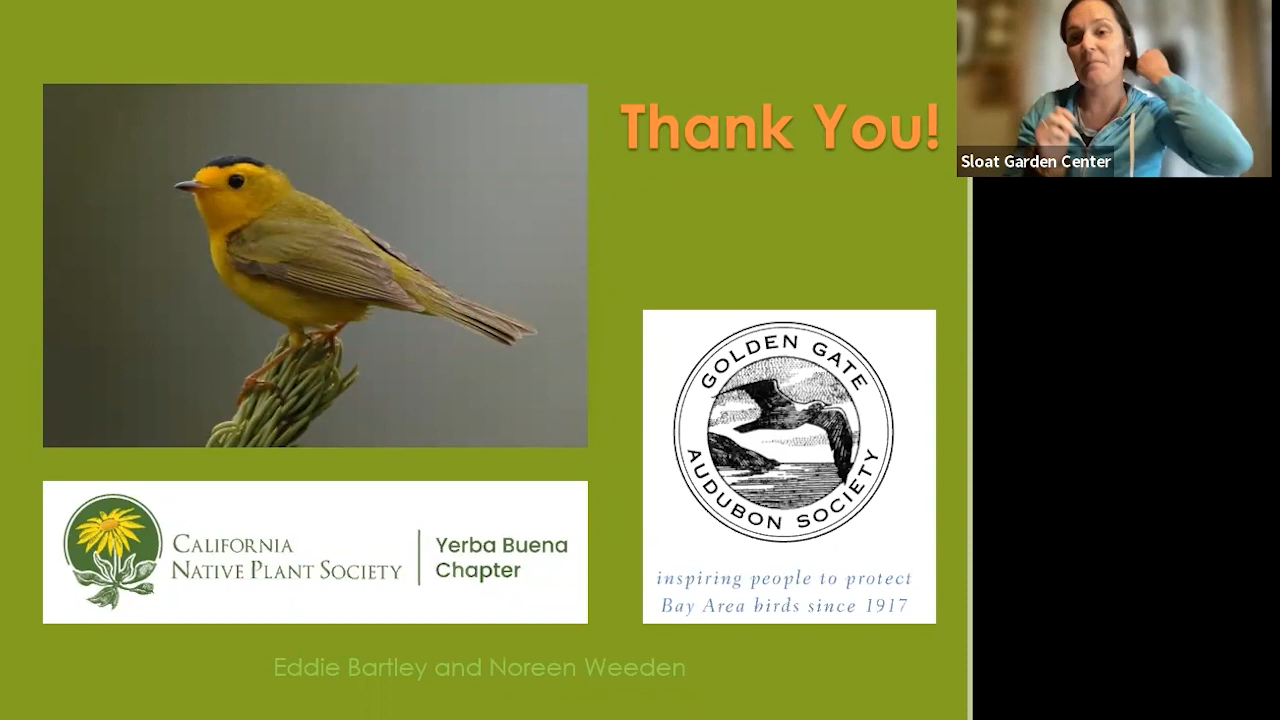 Thank You!
Sloat Garden Center
GOLDEN GATE
AUDUBON SOCIETY
inspiring people to protect
Bay Area birds since 1917
CALIFORNIA
NATIVE PLANT SOCIETY
Yerba Buena
Chapter
Eddie Bartley and Noreen Weeden